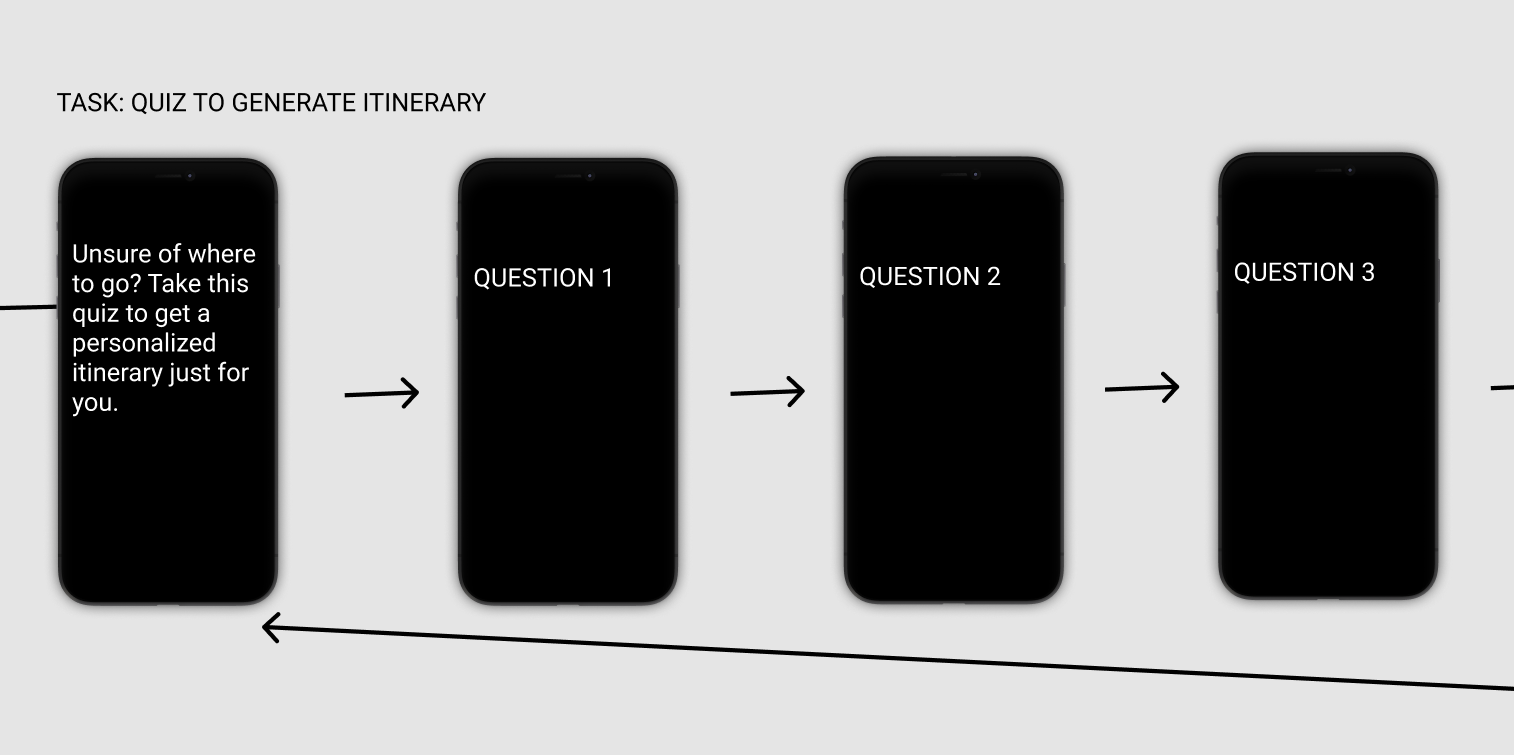 TASK: QUIZ TO GENERATE ITINERARY
Unsure of where
to go? Take this
quiz to get a
personalized
itinerary just for
you.
QUESTION 1
QUESTION 2
QUESTION 3